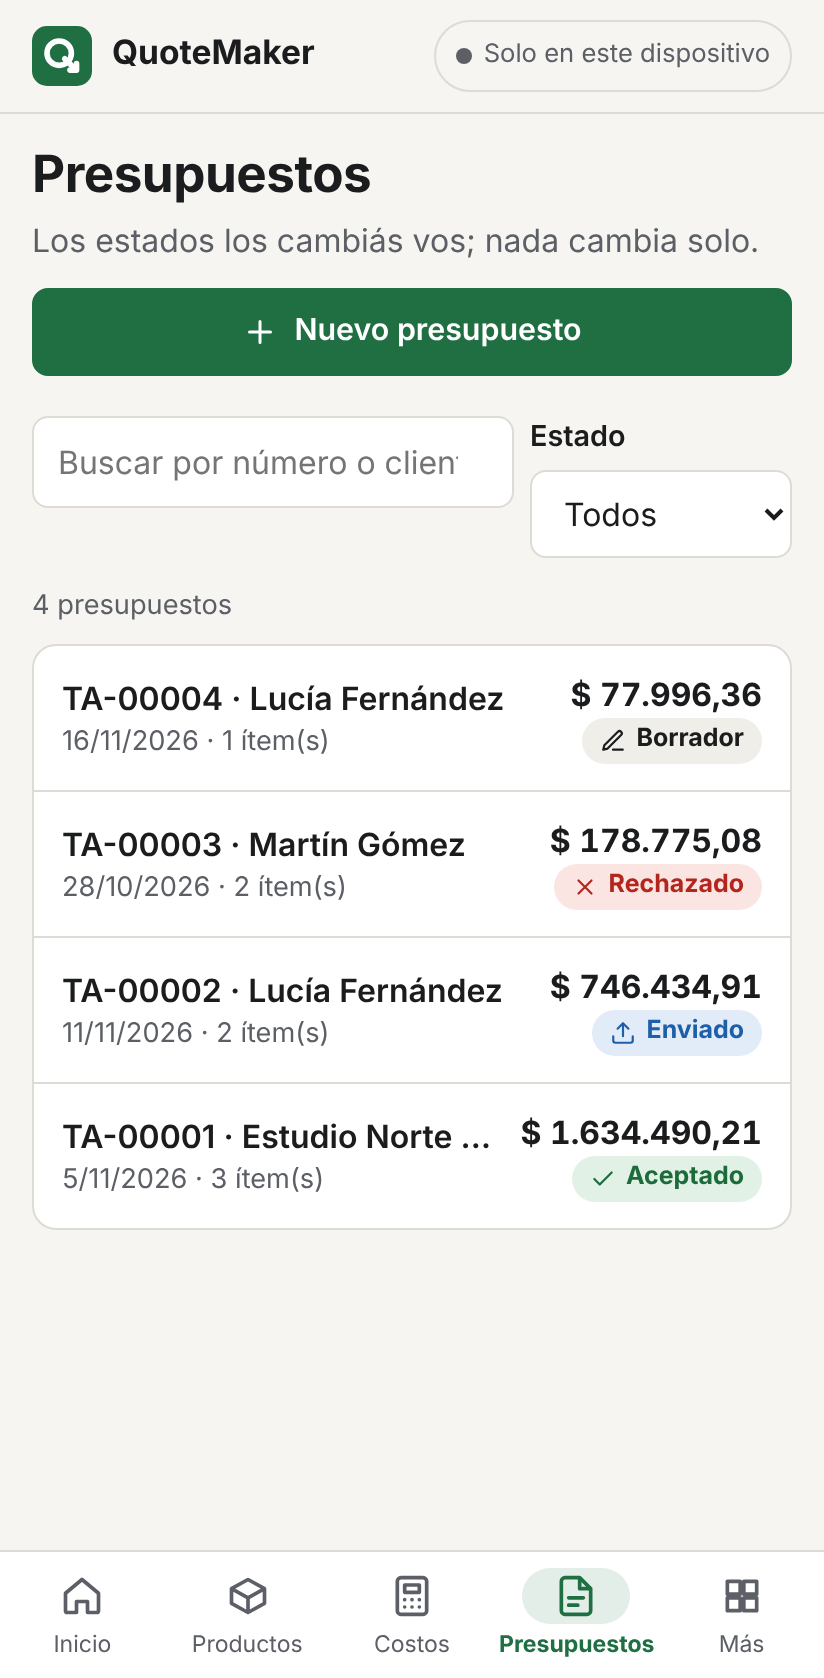 QuoteMaker
Solo en este dispositivo
Presupuestos
Los estados los cambiás vos; nada cambia solo.
Nuevo presupuesto
Estado
Buscar por número o client
Todos
4 presupuestos
TA-00004 · Lucía Fernández
$ 77.996,36
16/11/2026 · 1 ítem(s)
Borrador
TA-00003 · Martín Gómez
$ 178.775,08
28/10/2026 · 2 ítem(s)
Rechazado
TA-00002 · Lucía Fernández
$ 746.434,91
11/11/2026 · 2 ítem(s)
Enviado
TA-00001 · Estudio Norte ...
$ 1.634.490,21
5/11/2026 · 3 ítem(s)
Aceptado
Inicio
Productos
Costos
Presupuestos
Más